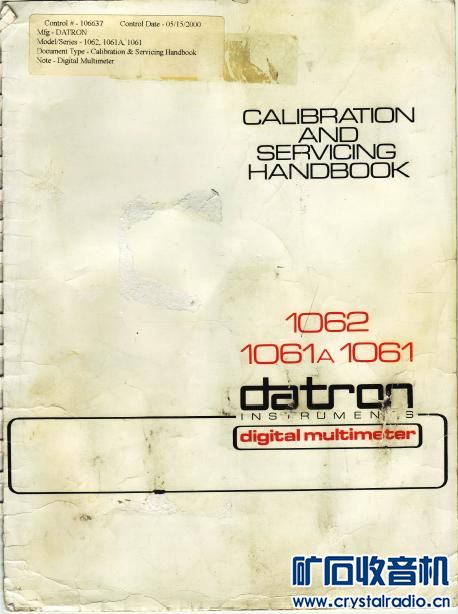 Control # - 106637 Control Date - 05/15/2000
Mfg - DATRON
Model/Series - 1062, 1061A, 1061
Document Type - Calibration & Servicing Handbook
Note - Digital Multimeter
CALIBRATION
AND
SERVICING
HANDBOOK
1062
1061A 1061
datron
INSTRUMENTS
digital multimeter
矿石收音机
www.crystalradio.cn